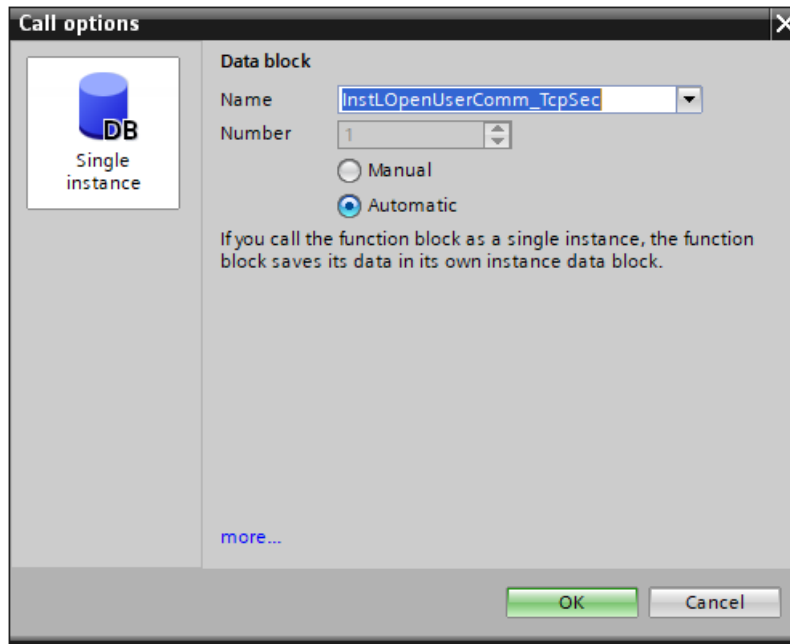 Call options
DB
Single
instance
Data block
Name InstLOpenUserComm_TcpSec
Number 1
Manual
Automatic
If you call the function block as a single instance, the function
block saves its data in its own instance data block.
more...
OK Cancel